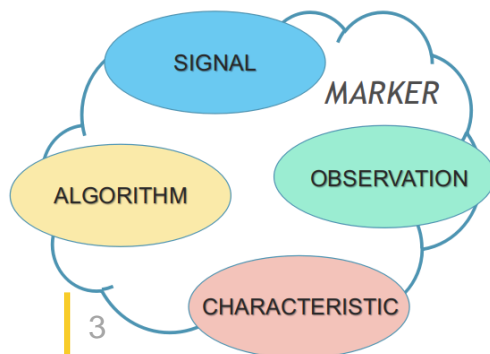 SIGNAL
MARKER
OBSERVATION
ALGORITHM
CHARACTERISTIC
3